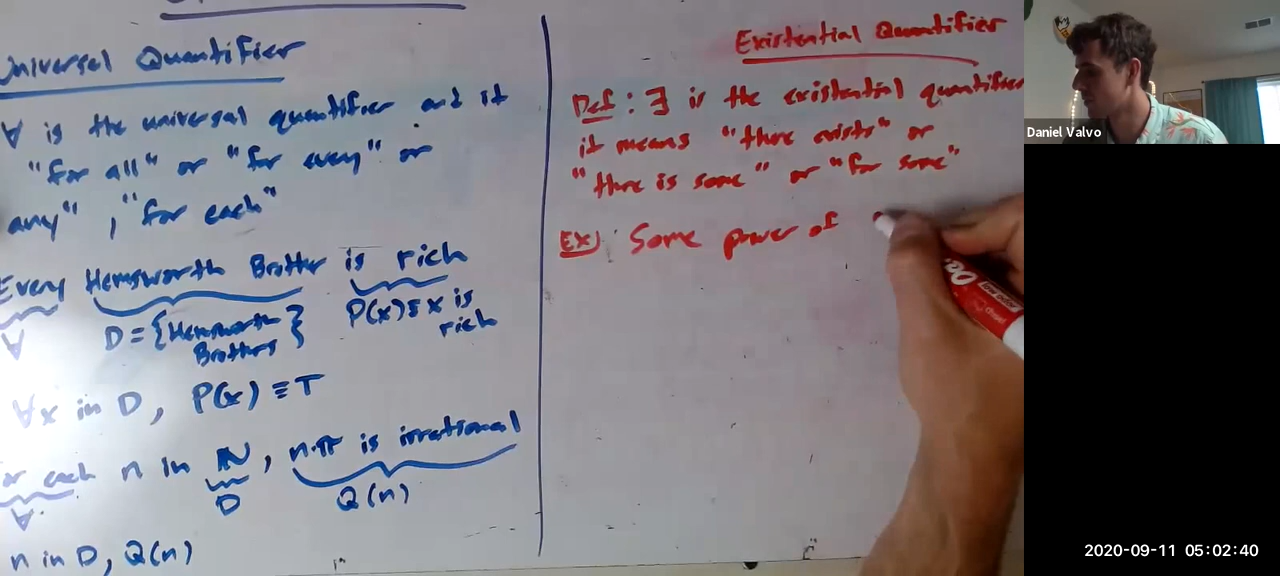 Universal Quantifier
∀ is the universal quantifier and it
"for all" or "for every" or
any", "for each"
Every Hemsworth Brother is rich
∀ D = {Hemsworth Brothers} P(x) ≡ x is rich
∀x in D, P(x) ≡ T
or each n in ℕ, n·π is irrational
∀ D Q(n)
n in D, Q(n)
Existential Quantifier
Def: ∃ is the existential quantifier
it means "there exists" or
"there is some" or "for some"
Ex) : Some power of
Daniel Valvo
Low odor
2020-09-11 05:02:40